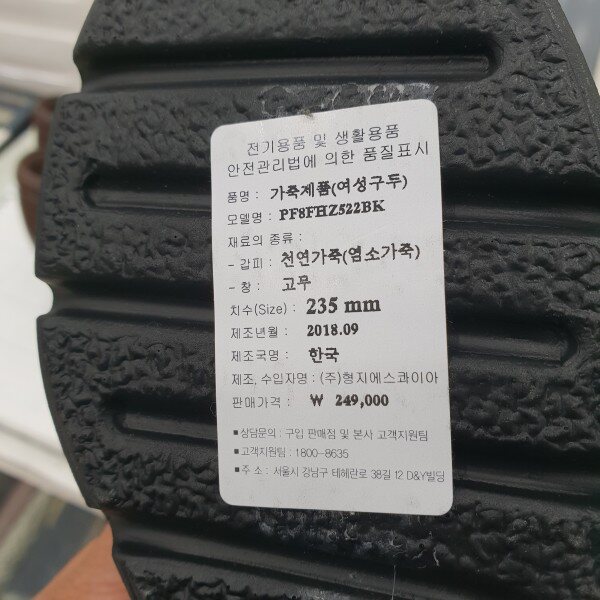 전기용품 및 생활용품
안전관리법에 의한 품질표시
품명 : 가죽제품(여성구두)
모델명 : PF8FHZ522BK
재료의 종류 :
- 갑피 : 천연가죽(염소가죽)
- 창 : 고무
치수(Size) : 235 mm
제조년월 : 2018.09
제조국명 : 한국
제조, 수입자명 : (주)형지에스콰이아
판매가격 : ₩ 249,000
■상담문의 : 구입 판매점 및 본사 고객지원팀
■고객지원팀 : 1800-8635
■주 소 : 서울시 강남구 테헤란로 38길 12 D&Y빌딩